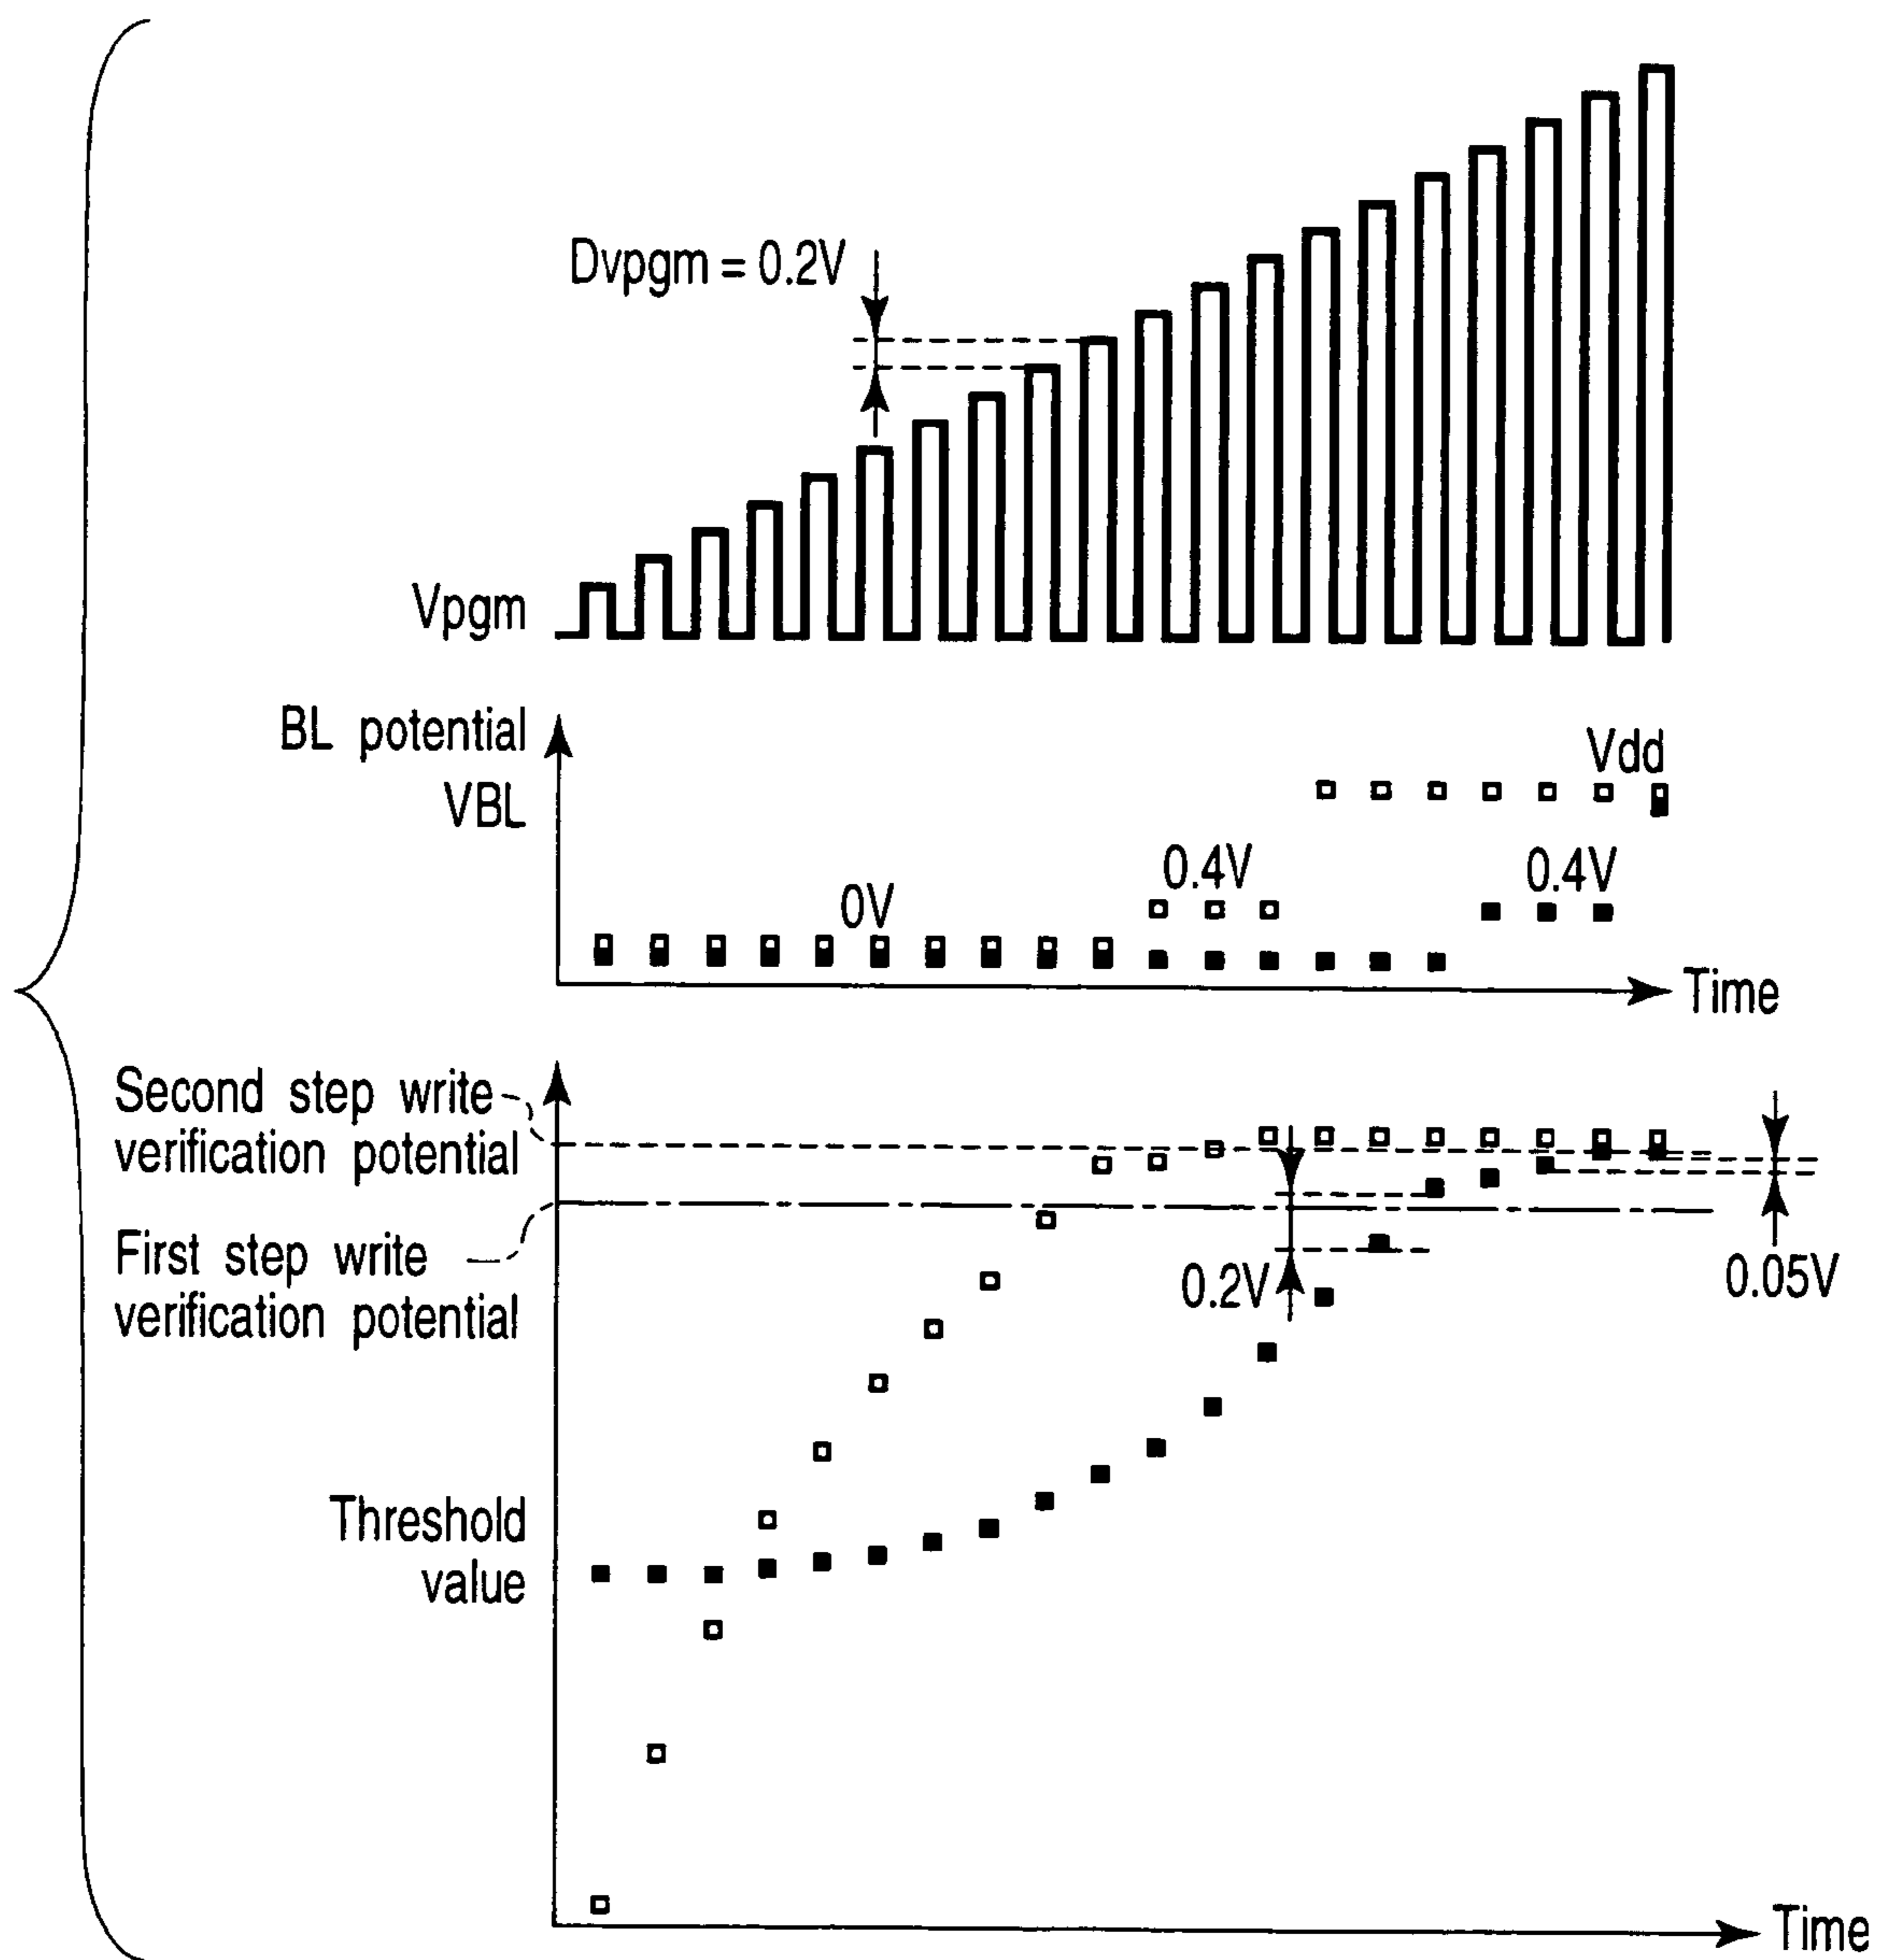 Dvpgm = 0.2V
Vpgm
BL potential
VBL
Vdd
0.4V
0.4V
0V
Time
Second step write
verification potential
First step write
verification potential
0.2V
0.05V
Threshold
value
Time